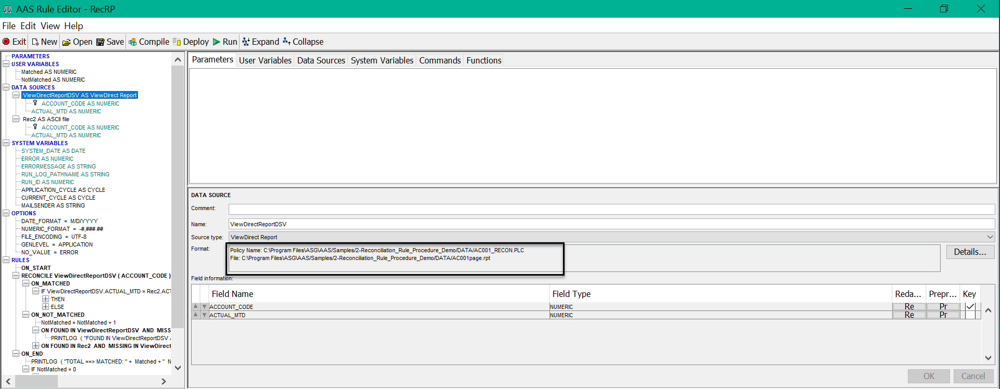 AAS Rule Editor - RecRP
File Edit View Help
Exit New Open Save Compile Deploy Run Expand Collapse
PARAMETERS
USER VARIABLES
Matched AS NUMERIC
NotMatched AS NUMERIC
DATA SOURCES
ViewDirectReportDSV AS ViewDirect Report
ACCOUNT_CODE AS NUMERIC
ACTUAL_MTD AS NUMERIC
Rec2 AS ASCII file
ACCOUNT_CODE AS NUMERIC
ACTUAL_MTD AS NUMERIC
SYSTEM VARIABLES
SYSTEM_DATE AS DATE
ERROR AS NUMERIC
ERRORMESSAGE AS STRING
RUN_LOG_PATHNAME AS STRING
RUN_ID AS NUMERIC
APPLICATION_CYCLE AS CYCLE
CURRENT_CYCLE AS CYCLE
MAILSENDER AS STRING
OPTIONS
DATE_FORMAT = M/D/YYYY
NUMERIC_FORMAT = -#,###.##
FILE_ENCODING = UTF-8
GENLEVEL = APPLICATION
NO_VALUE = ERROR
RULES
ON_START
RECONCILE ViewDirectReportDSV ( ACCOUNT_CODE )
ON_MATCHED
IF ViewDirectReportDSV.ACTUAL_MTD = Rec2.ACT
THEN
ELSE
ON_NOT_MATCHED
NotMatched = NotMatched + 1
ON FOUND IN ViewDirectReportDSV AND MISS
PRINTLOG ( "FOUND IN ViewDirectReportDSV
ON FOUND IN Rec2 AND MISSING IN ViewDirect
ON_END
PRINTLOG ( "TOTAL ==> MATCHED: " + Matched + " N
IF NotMatched = 0
Parameters User Variables Data Sources System Variables Commands Functions
DATA SOURCE
Comment:
Name: ViewDirectReportDSV
Source type: ViewDirect Report
Format: Policy Name: C:\Program Files\ASG\AAS/Samples/2-Reconciliation_Rule_Procedure_Demo/DATA/AC001_RECON.PLC
File: C:\Program Files\ASG\AAS/Samples/2-Reconciliation_Rule_Procedure_Demo/DATA/AC001page.rpt
Details...
Field information:
Field Name Field Type Reda... Prepr... Key
ACCOUNT_CODE NUMERIC Re Pr
ACTUAL_MTD NUMERIC Re Pr
OK Cancel